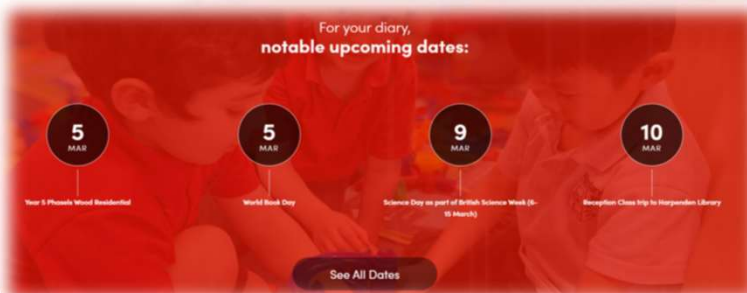 For your diary,
notable upcoming dates:
5
MAR
Year 5 Phasels Wood Residential
5
MAR
World Book Day
9
MAR
Science Day as part of British Science Week (6-
15 March)
10
MAR
Reception Class trip to Harpenden Library
See All Dates